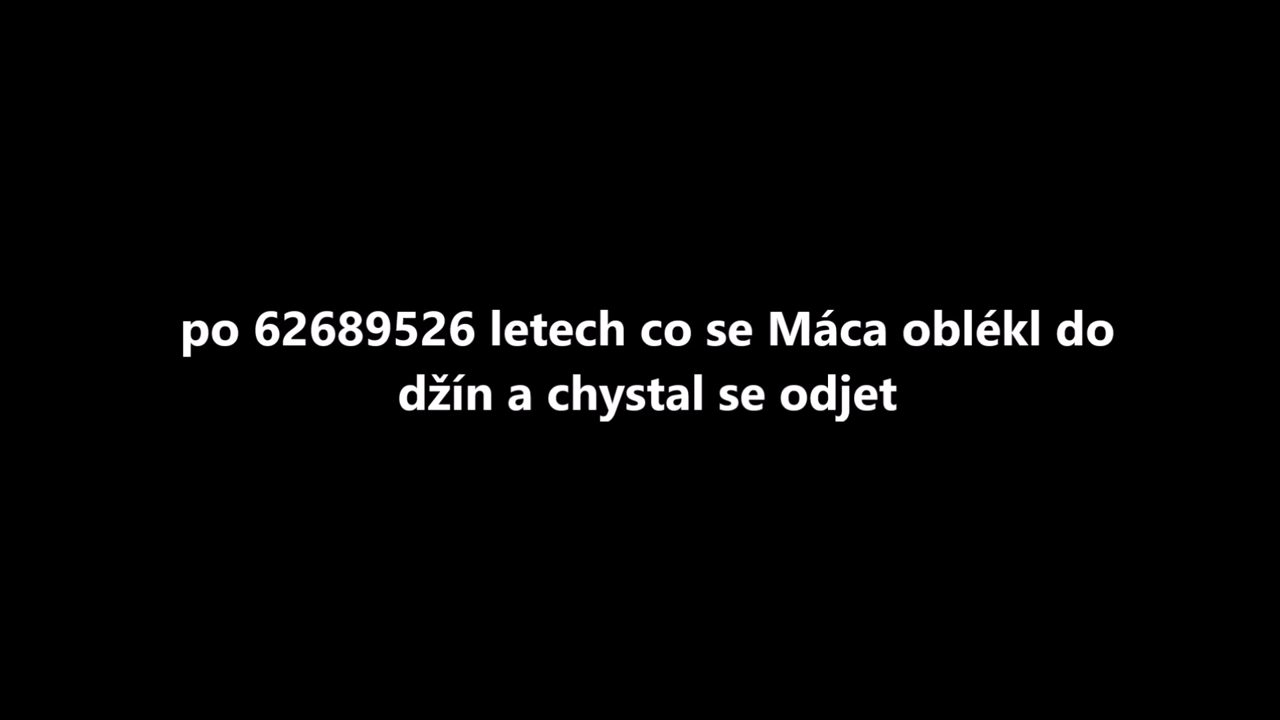 po 62689526 letech co se Máca oblékl do
džín a chystal se odjet